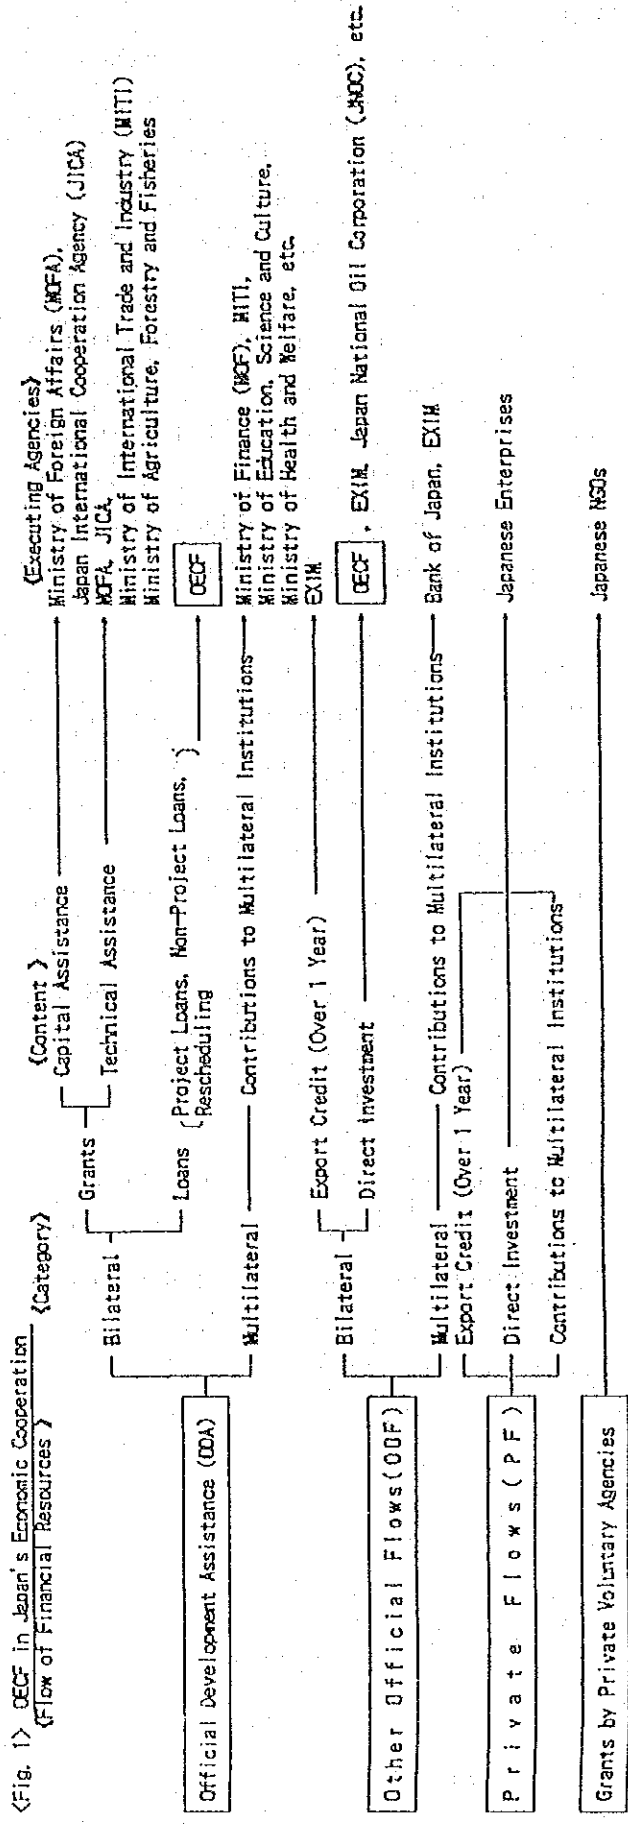 <Fig. 1> OECF in Japan's Economic Cooperation
<Flow of Financial Resources> <Category> <Content> <Executing Agencies>
Official Development Assistance (ODA)
Bilateral
Grants
Capital Assistance
Ministry of Foreign Affairs (MOFA),
Japan International Cooperation Agency (JICA)
Technical Assistance
MOFA, JICA,
Ministry of International Trade and Industry (MITI)
Ministry of Agriculture, Forestry and Fisheries
Loans (Project Loans, Non-Project Loans,
Rescheduling)
OECF
Multilateral
Contributions to Multilateral Institutions
Ministry of Finance (MOF), MITI,
Ministry of Education, Science and Culture,
Ministry of Health and Welfare, etc.
Other Official Flows(OOF)
Bilateral
Export Credit (Over 1 Year)
EXIM
Direct Investment
OECF, EXIM, Japan National Oil Corporation (JNOC), etc.
Multilateral
Contributions to Multilateral Institutions
Bank of Japan, EXIM
Private Flows(PF)
Export Credit (Over 1 Year)
Direct Investment
Contributions to Multilateral Institutions
Japanese Enterprises
Grants by Private Voluntary Agencies
Japanese NGOs